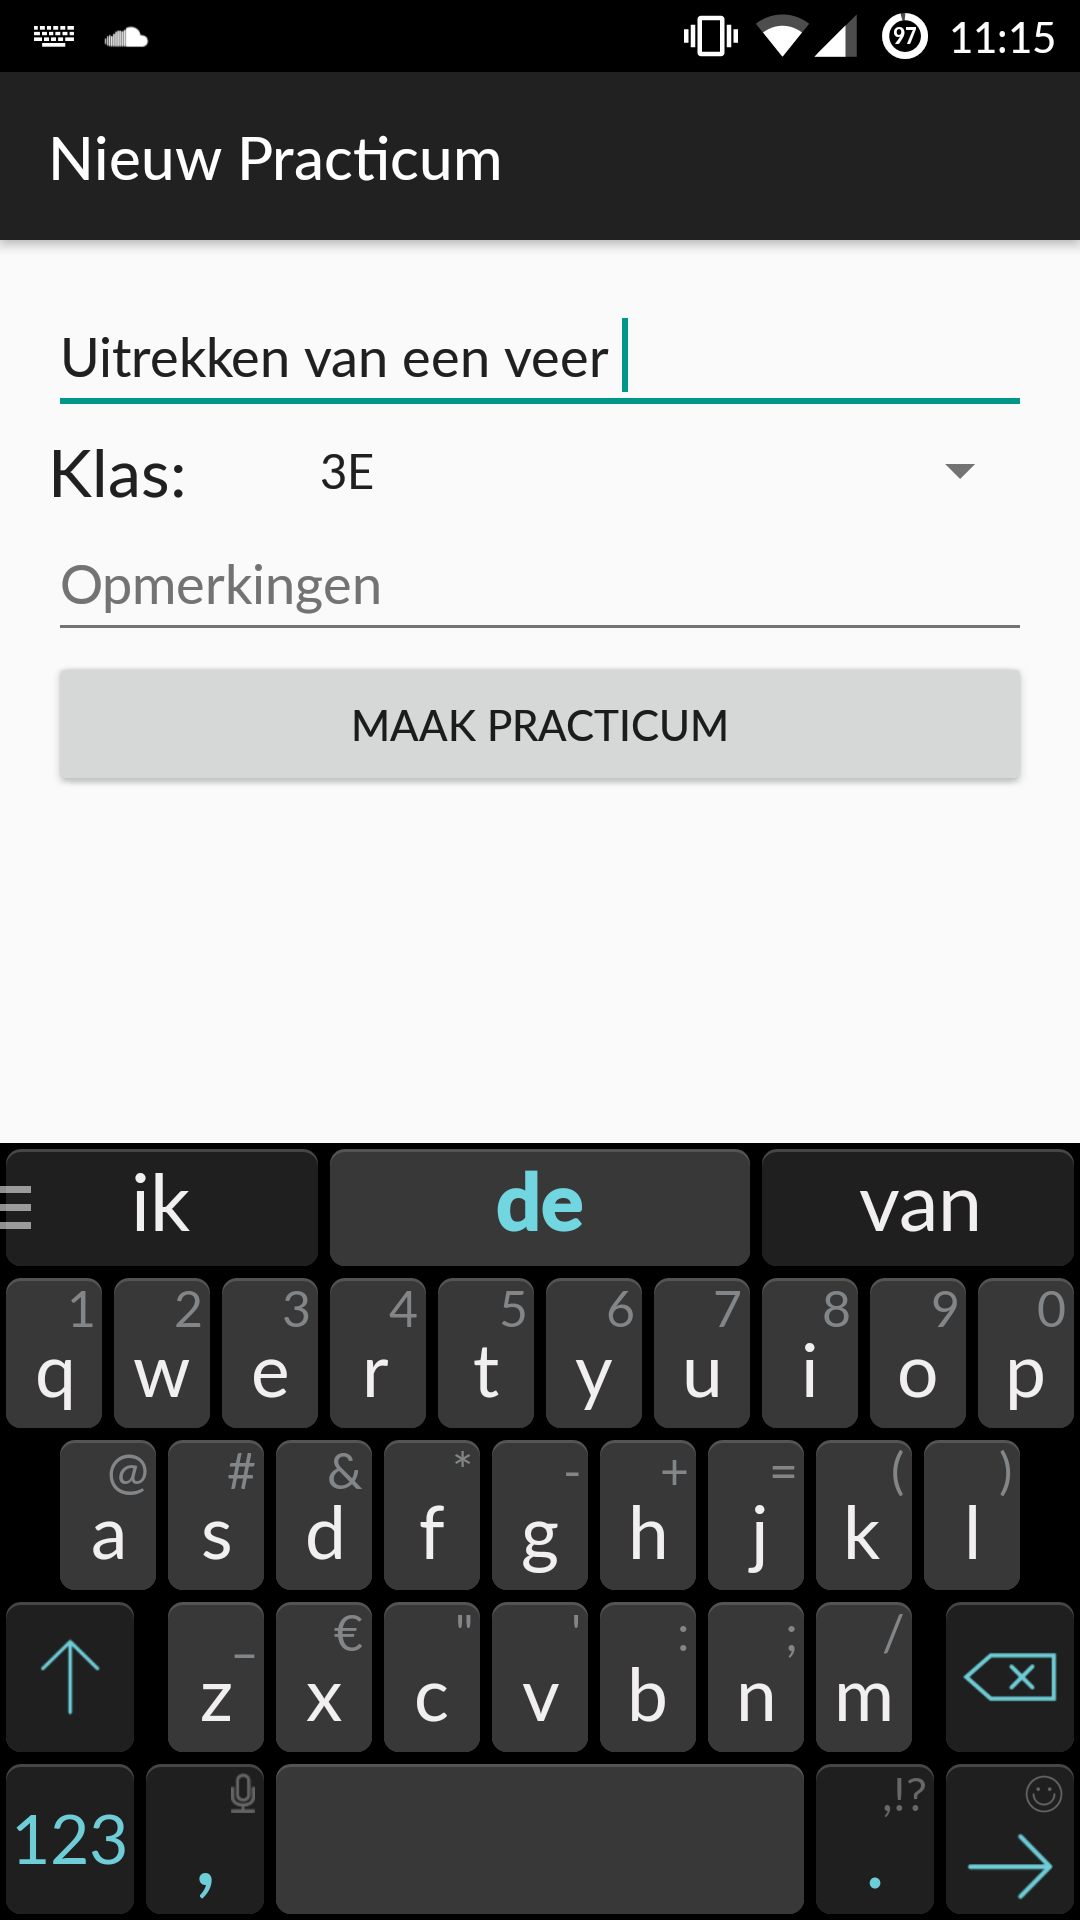 97 11:15
Nieuw Practicum
Uitrekken van een veer
Klas: 3E
Opmerkingen
MAAK PRACTICUM
ik de van
1 2 3 4 5 6 7 8 9 0
q w e r t y u i o p
@ # & * - + = ( )
a s d f g h j k l
_ € " ' : ; /
z x c v b n m
,!?
123 , .